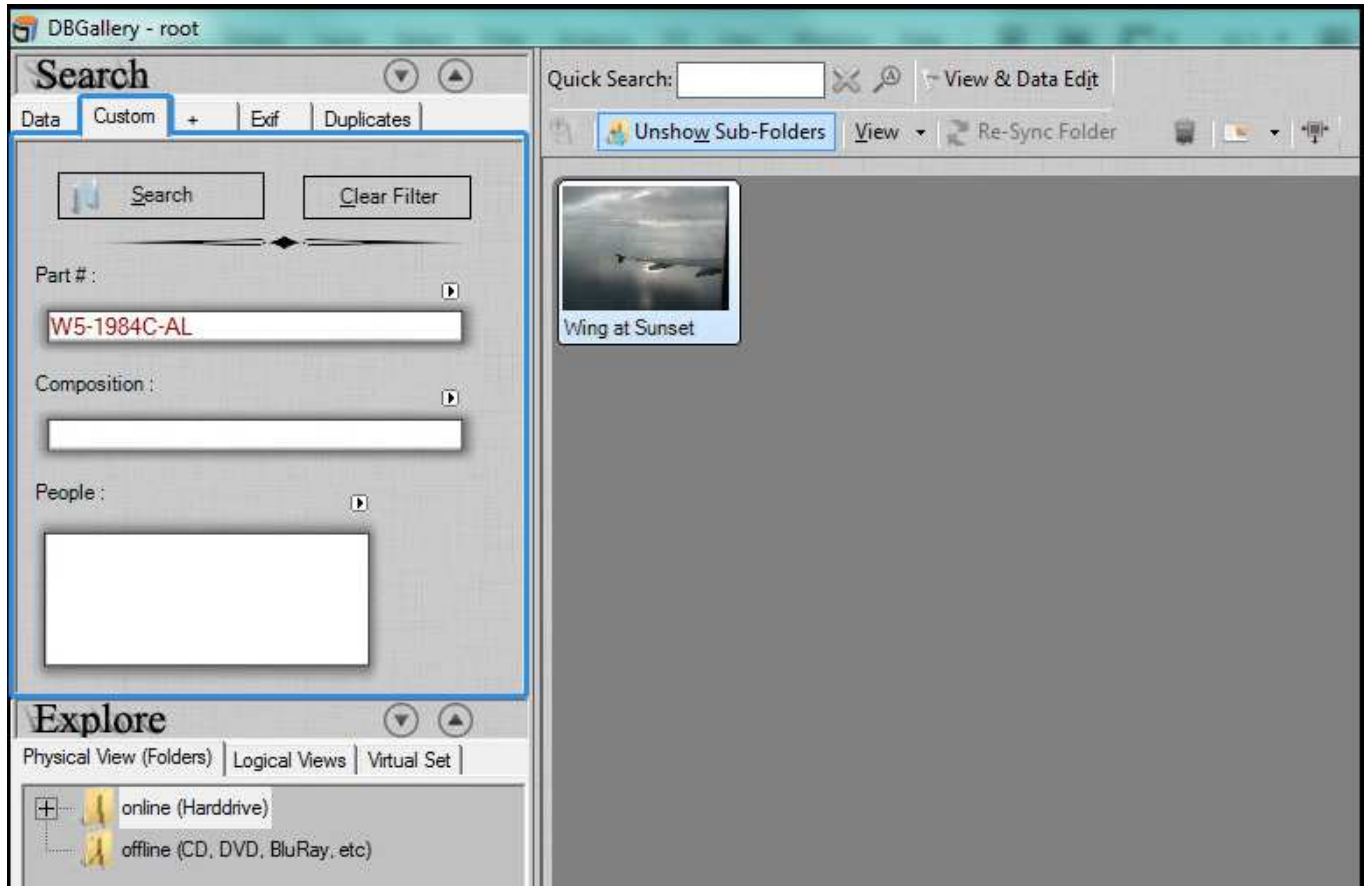 DBGallery - root
Search
Data Custom + Exif Duplicates
Search Clear Filter
Part # :
W5-1984C-AL
Composition :
People :
Explore
Physical View (Folders) Logical Views Virtual Set
online (Harddrive)
offline (CD, DVD, BluRay, etc)
Quick Search: View & Data Edit
Unshow Sub-Folders View Re-Sync Folder
Wing at Sunset